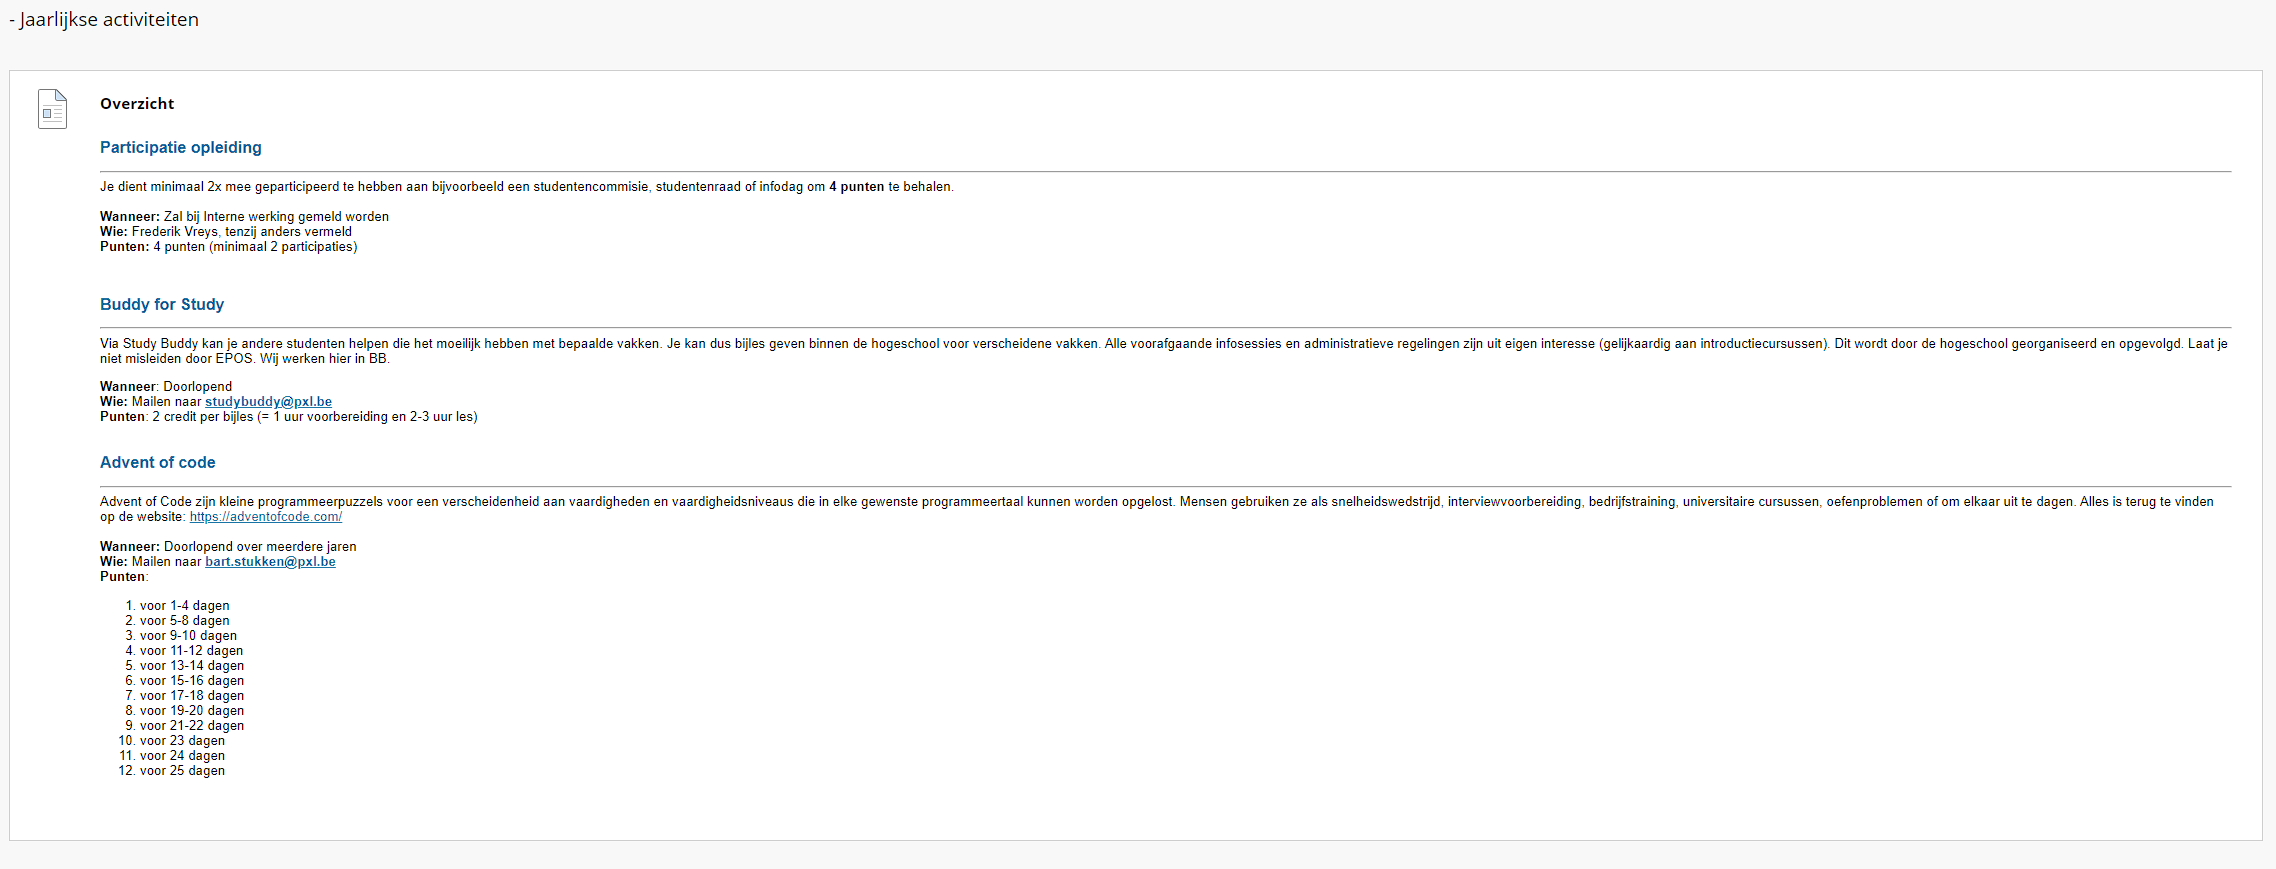 - Jaarlijkse activiteiten
Overzicht
Participatie opleiding
Je dient minimaal 2x mee geparticipeerd te hebben aan bijvoorbeeld een studentencommisie, studentenraad of infodag om 4 punten te behalen.
Wanneer: Zal bij Interne werking gemeld worden
Wie: Frederik Vreys, tenzij anders vermeld
Punten: 4 punten (minimaal 2 participaties)
Buddy for Study
Via Study Buddy kan je andere studenten helpen die het moeilijk hebben met bepaalde vakken. Je kan dus bijles geven binnen de hogeschool voor verscheidene vakken. Alle voorafgaande infosessies en administratieve regelingen zijn uit eigen interesse (gelijkaardig aan introductiecursussen). Dit wordt door de hogeschool georganiseerd en opgevolgd. Laat je
niet misleiden door EPOS. Wij werken hier in BB.
Wanneer: Doorlopend
Wie: Mailen naar studybuddy@pxl.be
Punten: 2 credit per bijles (= 1 uur voorbereiding en 2-3 uur les)
Advent of code
Advent of Code zijn kleine programmeerpuzzels voor een verscheidenheid aan vaardigheden en vaardigheidsniveaus die in elke gewenste programmeertaal kunnen worden opgelost. Mensen gebruiken ze als snelheidswedstrijd, interviewvoorbereiding, bedrijfstraining, universitaire cursussen, oefenproblemen of om elkaar uit te dagen. Alles is terug te vinden
op de website: https://adventofcode.com/
Wanneer: Doorlopend over meerdere jaren
Wie: Mailen naar bart.stukken@pxl.be
Punten:
1. voor 1-4 dagen
2. voor 5-8 dagen
3. voor 9-10 dagen
4. voor 11-12 dagen
5. voor 13-14 dagen
6. voor 15-16 dagen
7. voor 17-18 dagen
8. voor 19-20 dagen
9. voor 21-22 dagen
10. voor 23 dagen
11. voor 24 dagen
12. voor 25 dagen